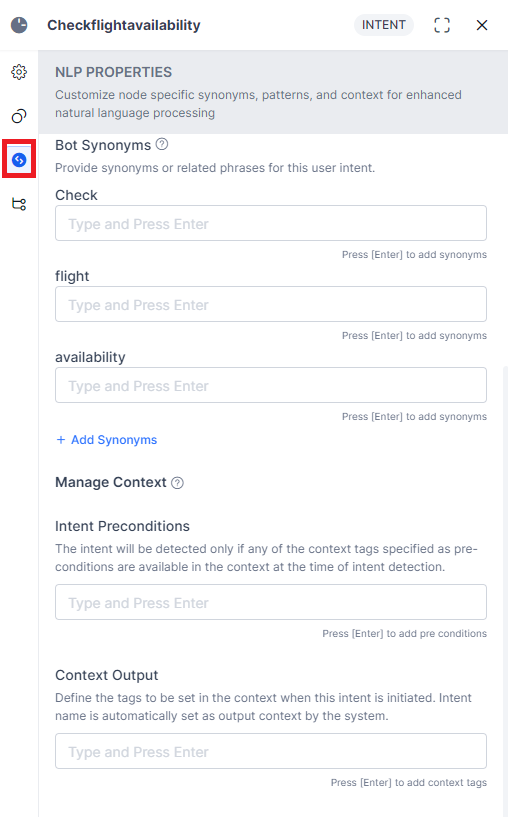 Checkflightavailability
INTENT
NLP PROPERTIES
Customize node specific synonyms, patterns, and context for enhanced
natural language processing
Bot Synonyms ?
Provide synonyms or related phrases for this user intent.
Check
Type and Press Enter
Press [Enter] to add synonyms
flight
Type and Press Enter
Press [Enter] to add synonyms
availability
Type and Press Enter
Press [Enter] to add synonyms
+ Add Synonyms
Manage Context ?
Intent Preconditions
The intent will be detected only if any of the context tags specified as pre-
conditions are available in the context at the time of intent detection.
Type and Press Enter
Press [Enter] to add pre conditions
Context Output
Define the tags to be set in the context when this intent is initiated. Intent
name is automatically set as output context by the system.
Type and Press Enter
Press [Enter] to add context tags